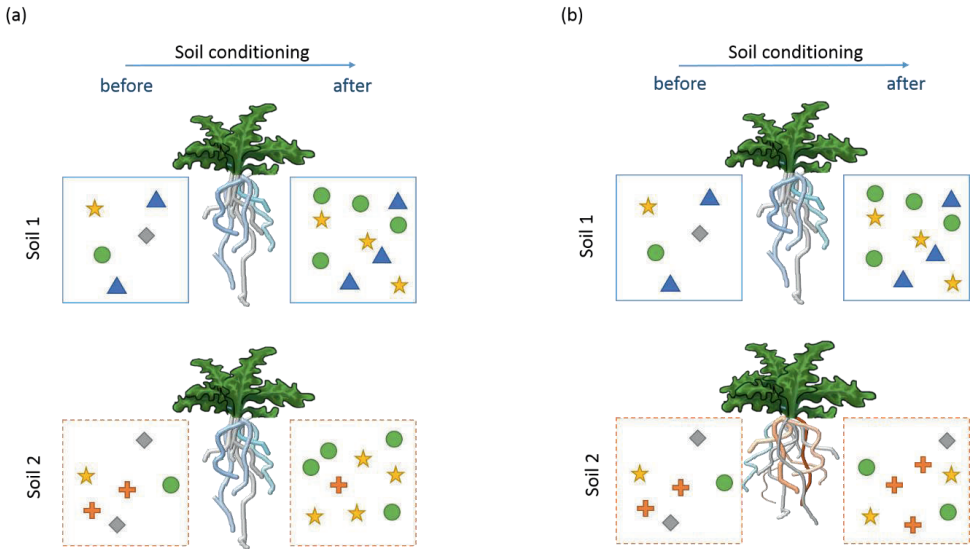 (a)
Soil conditioning
before
after
Soil 1
Soil 2
(b)
Soil conditioning
before
after
Soil 1
Soil 2